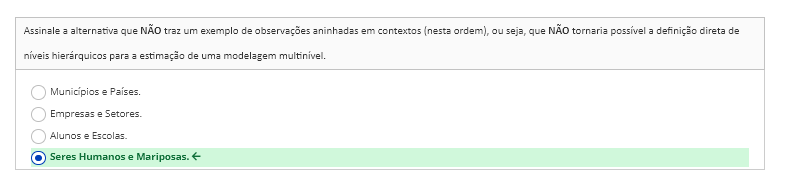 Assinale a alternativa que NÃO traz um exemplo de observações aninhadas em contextos (nesta ordem), ou seja, que NÃO tornaria possível a definição direta de
níveis hierárquicos para a estimação de uma modelagem multinível.
Municípios e Países.
Empresas e Setores.
Alunos e Escolas.
Seres Humanos e Mariposas. ←